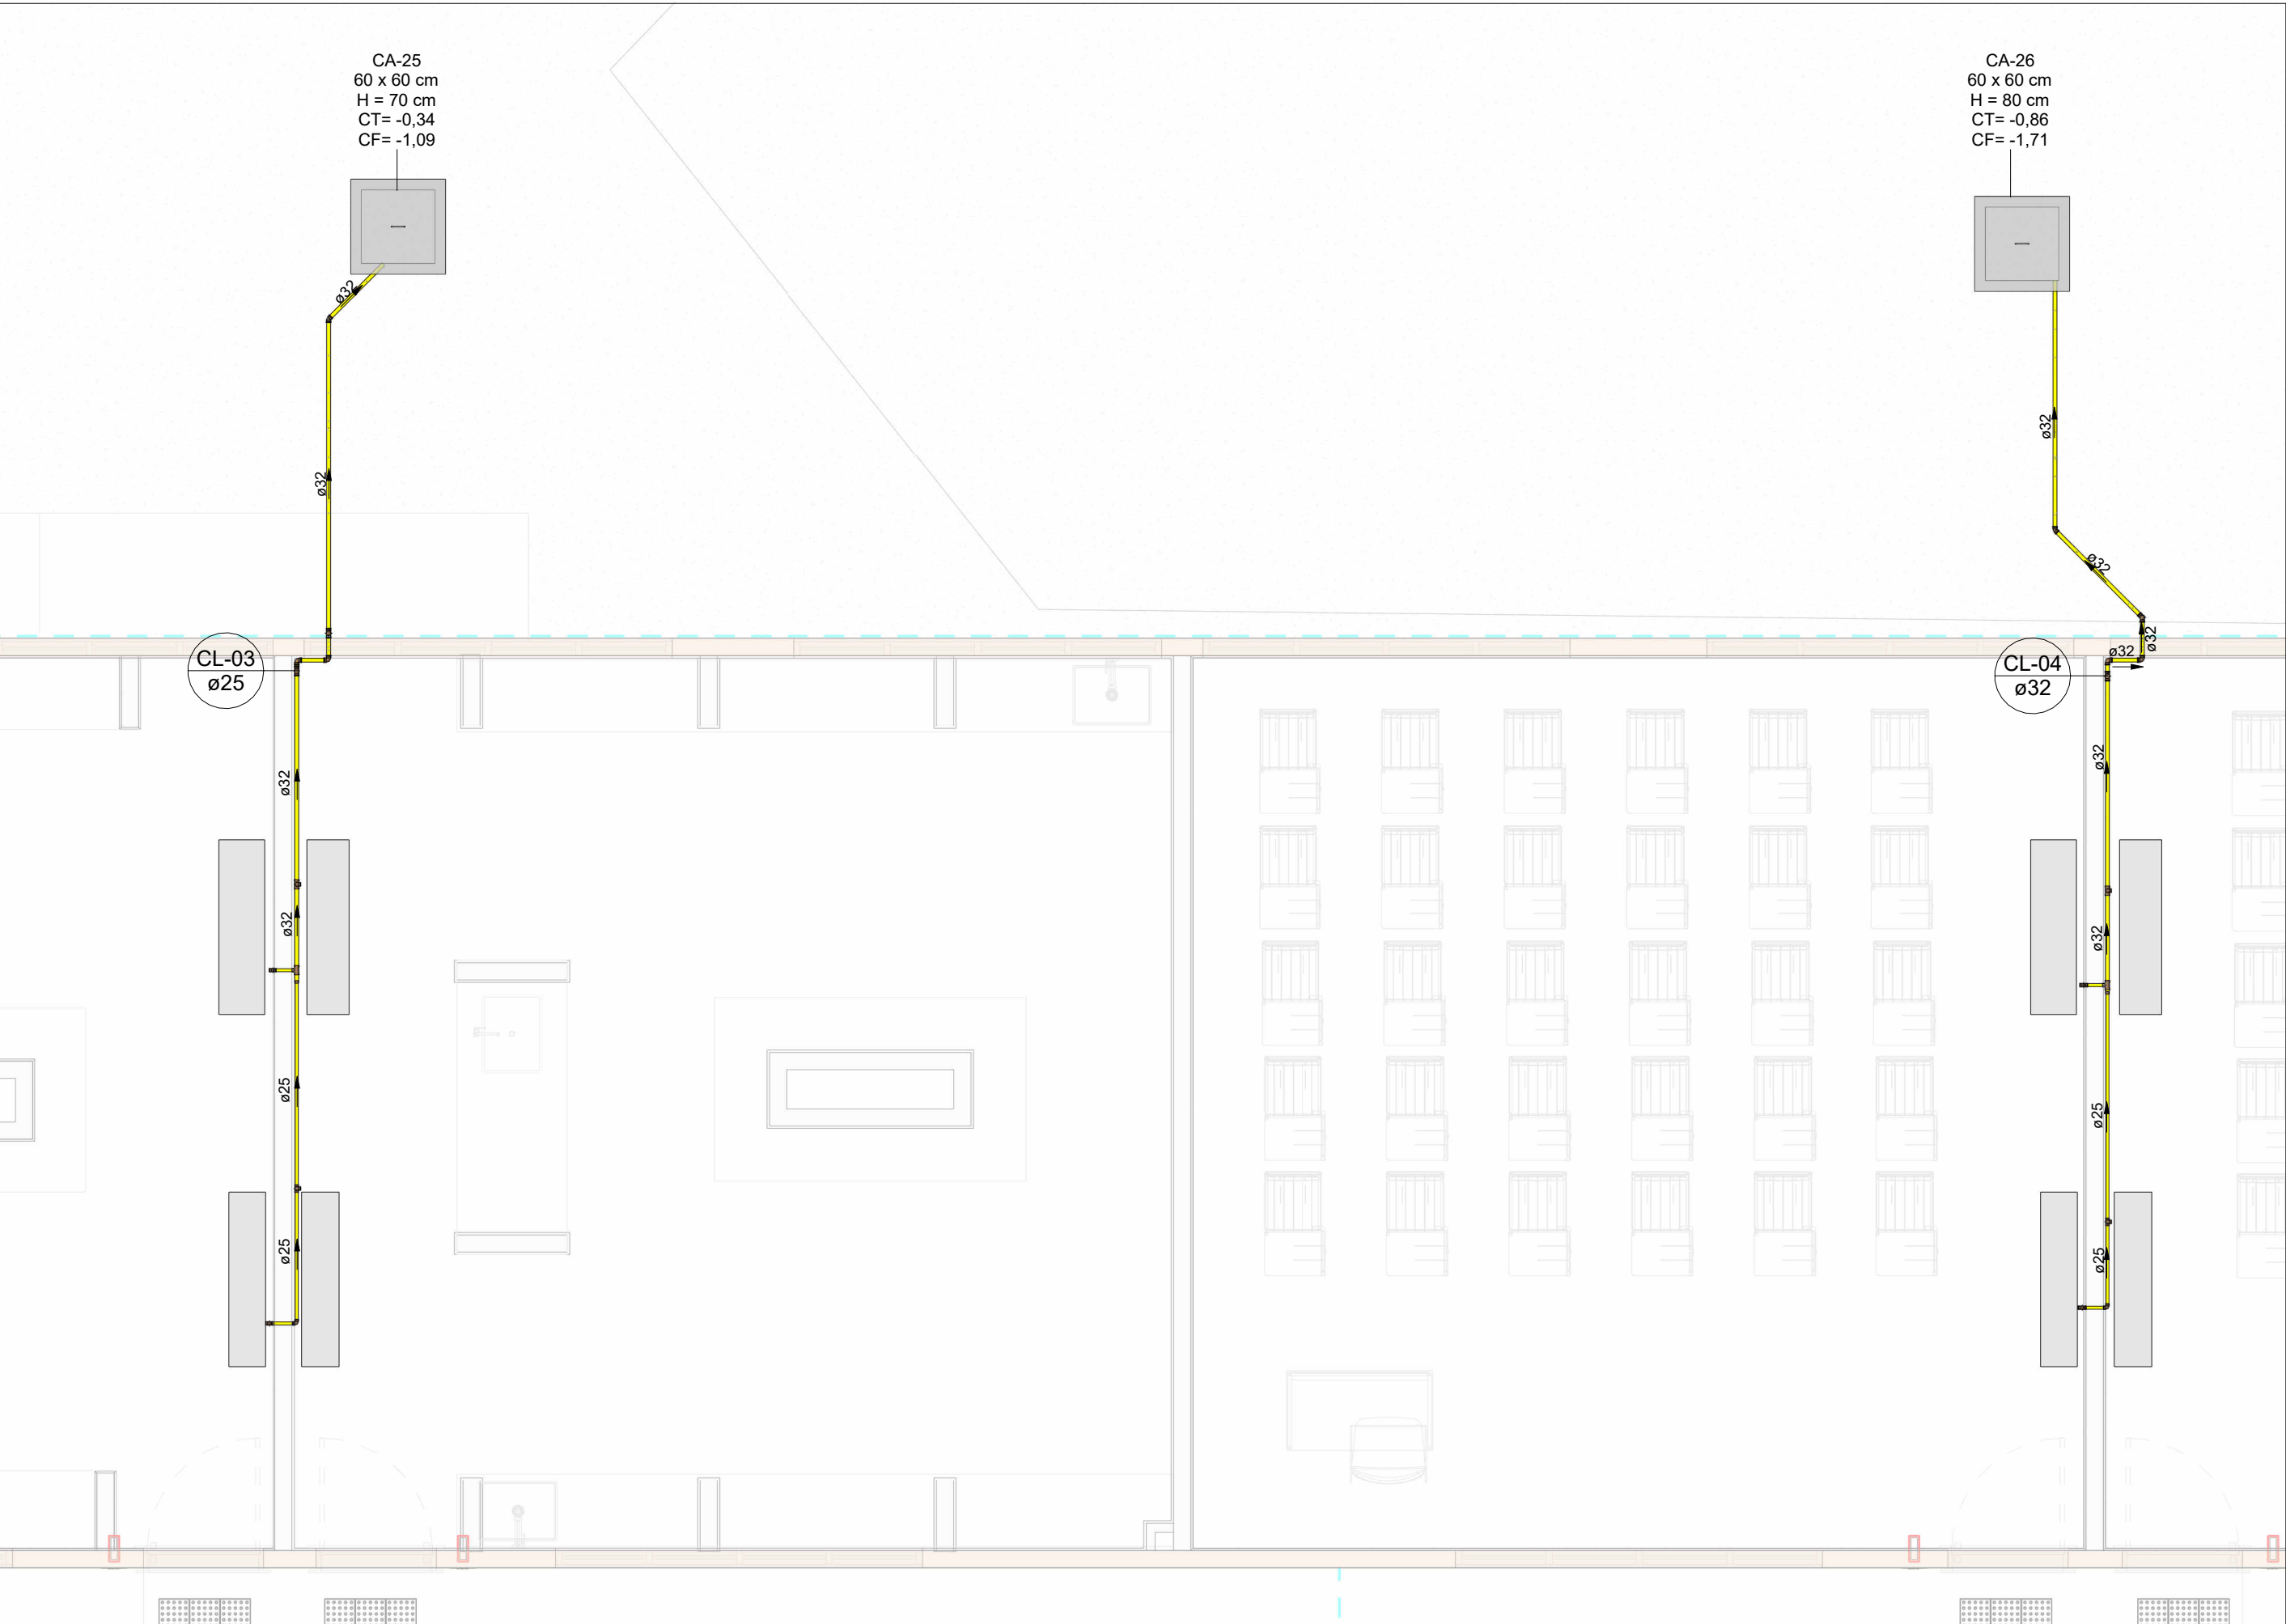 CA-25
60 x 60 cm
H = 70 cm
CT= -0,34
CF= -1,09
CA-26
60 x 60 cm
H = 80 cm
CT= -0,86
CF= -1,71
ø32
ø32
ø32
ø32
ø32
ø32
CL-03
ø25
CL-04
ø32
ø32
ø32
ø32
ø32
ø25
ø25
ø25
ø25